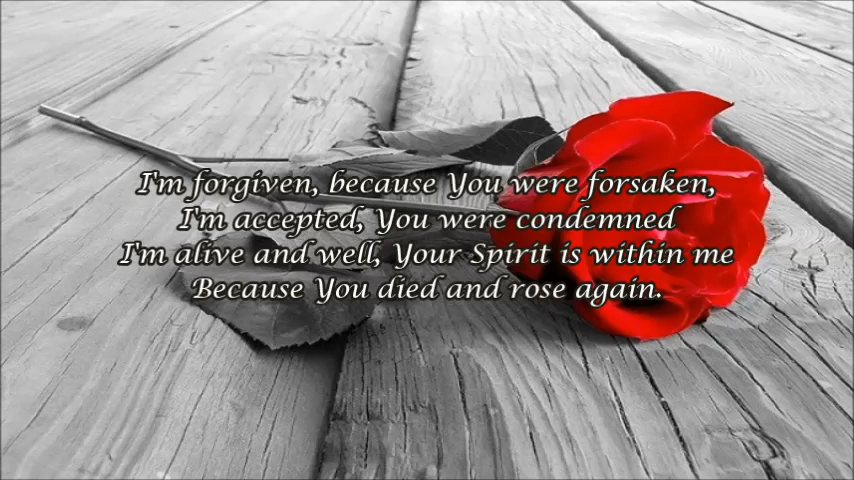 I'm forgiven, because You were forsaken,
I'm accepted, You were condemned
I'm alive and well, Your Spirit is within me
Because You died and rose again.